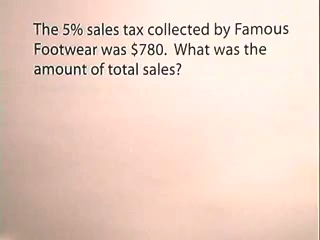 The 5% sales tax collected by Famous
Footwear was $780.  What was the
amount of total sales?